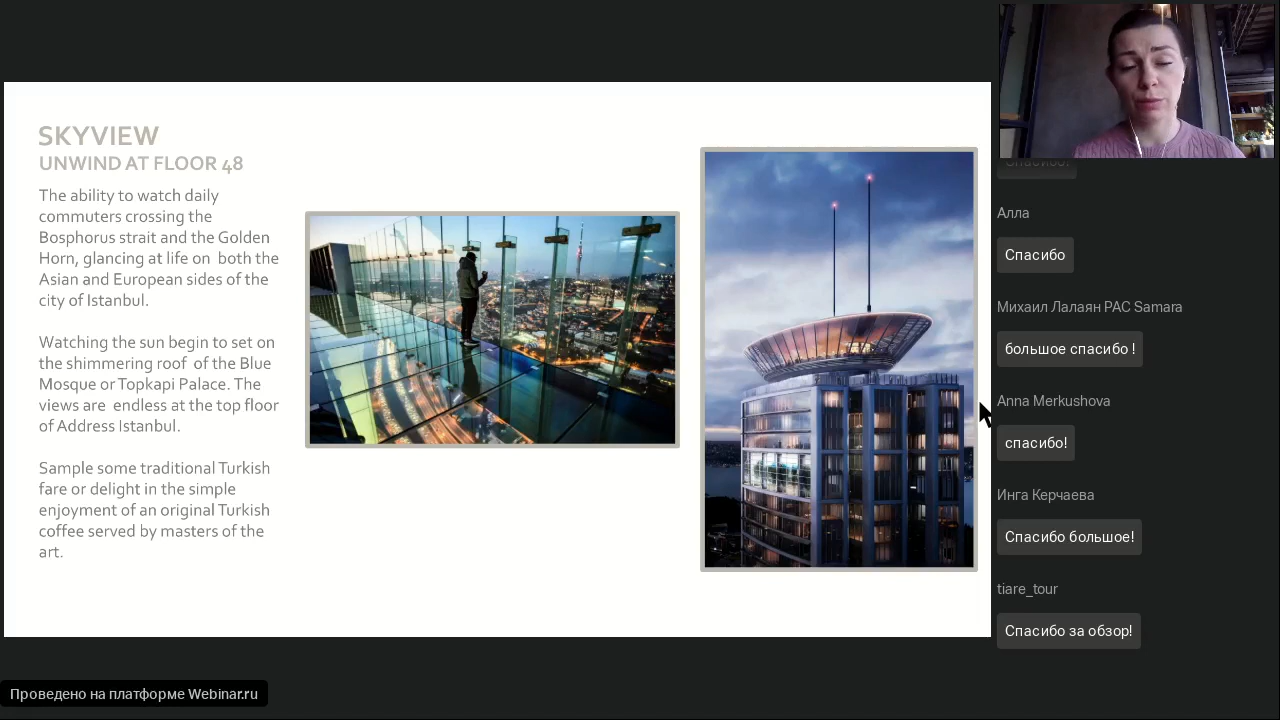 SKYVIEW
UNWIND AT FLOOR 48
The ability to watch daily
commuters crossing the
Bosphorus strait and the Golden
Horn, glancing at life on both the
Asian and European sides of the
city of Istanbul.
Watching the sun begin to set on
the shimmering roof of the Blue
Mosque or Topkapi Palace. The
views are endless at the top floor
of Address Istanbul.
Sample some traditional Turkish
fare or delight in the simple
enjoyment of an original Turkish
coffee served by masters of the
art.
Спасибо!
Алла
Спасибо
Михаил Лалаян PAC Samara
большое спасибо !
Anna Merkushova
спасибо!
Инга Керчаева
Спасибо большое!
tiare_tour
Спасибо за обзор!
Проведено на платформе Webinar.ru